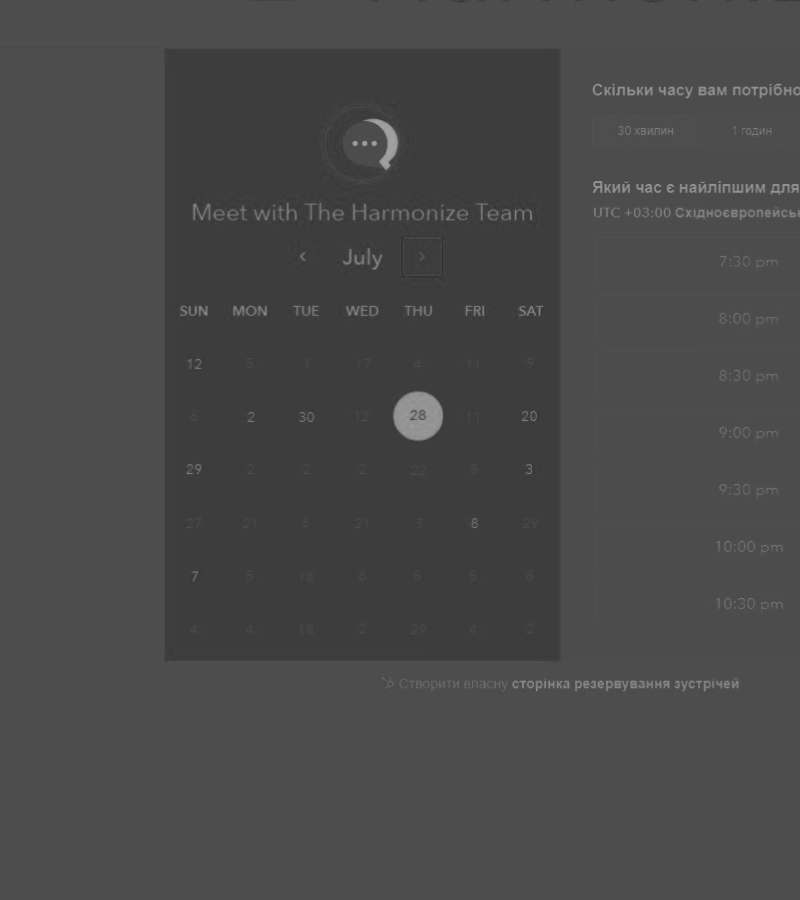 Скільки часу вам потрібно
30 хвилин 1 годин
Meet with The Harmonize Team
July
Який час є найліпшим для
UTC +03:00 Східноєвропейсь
SUN MON TUE WED THU FRI SAT
12 5 1 17 4 11 9
6 2 30 12 28 11 20
29 2 2 2 22 8 3
27 21 6 21 3 8 29
7 5 18 8 5 5 8
4 4 18 2 29 4 2
7:30 pm
8:00 pm
8:30 pm
9:00 pm
9:30 pm
10:00 pm
10:30 pm
Створити власну сторінка резервування зустрічей